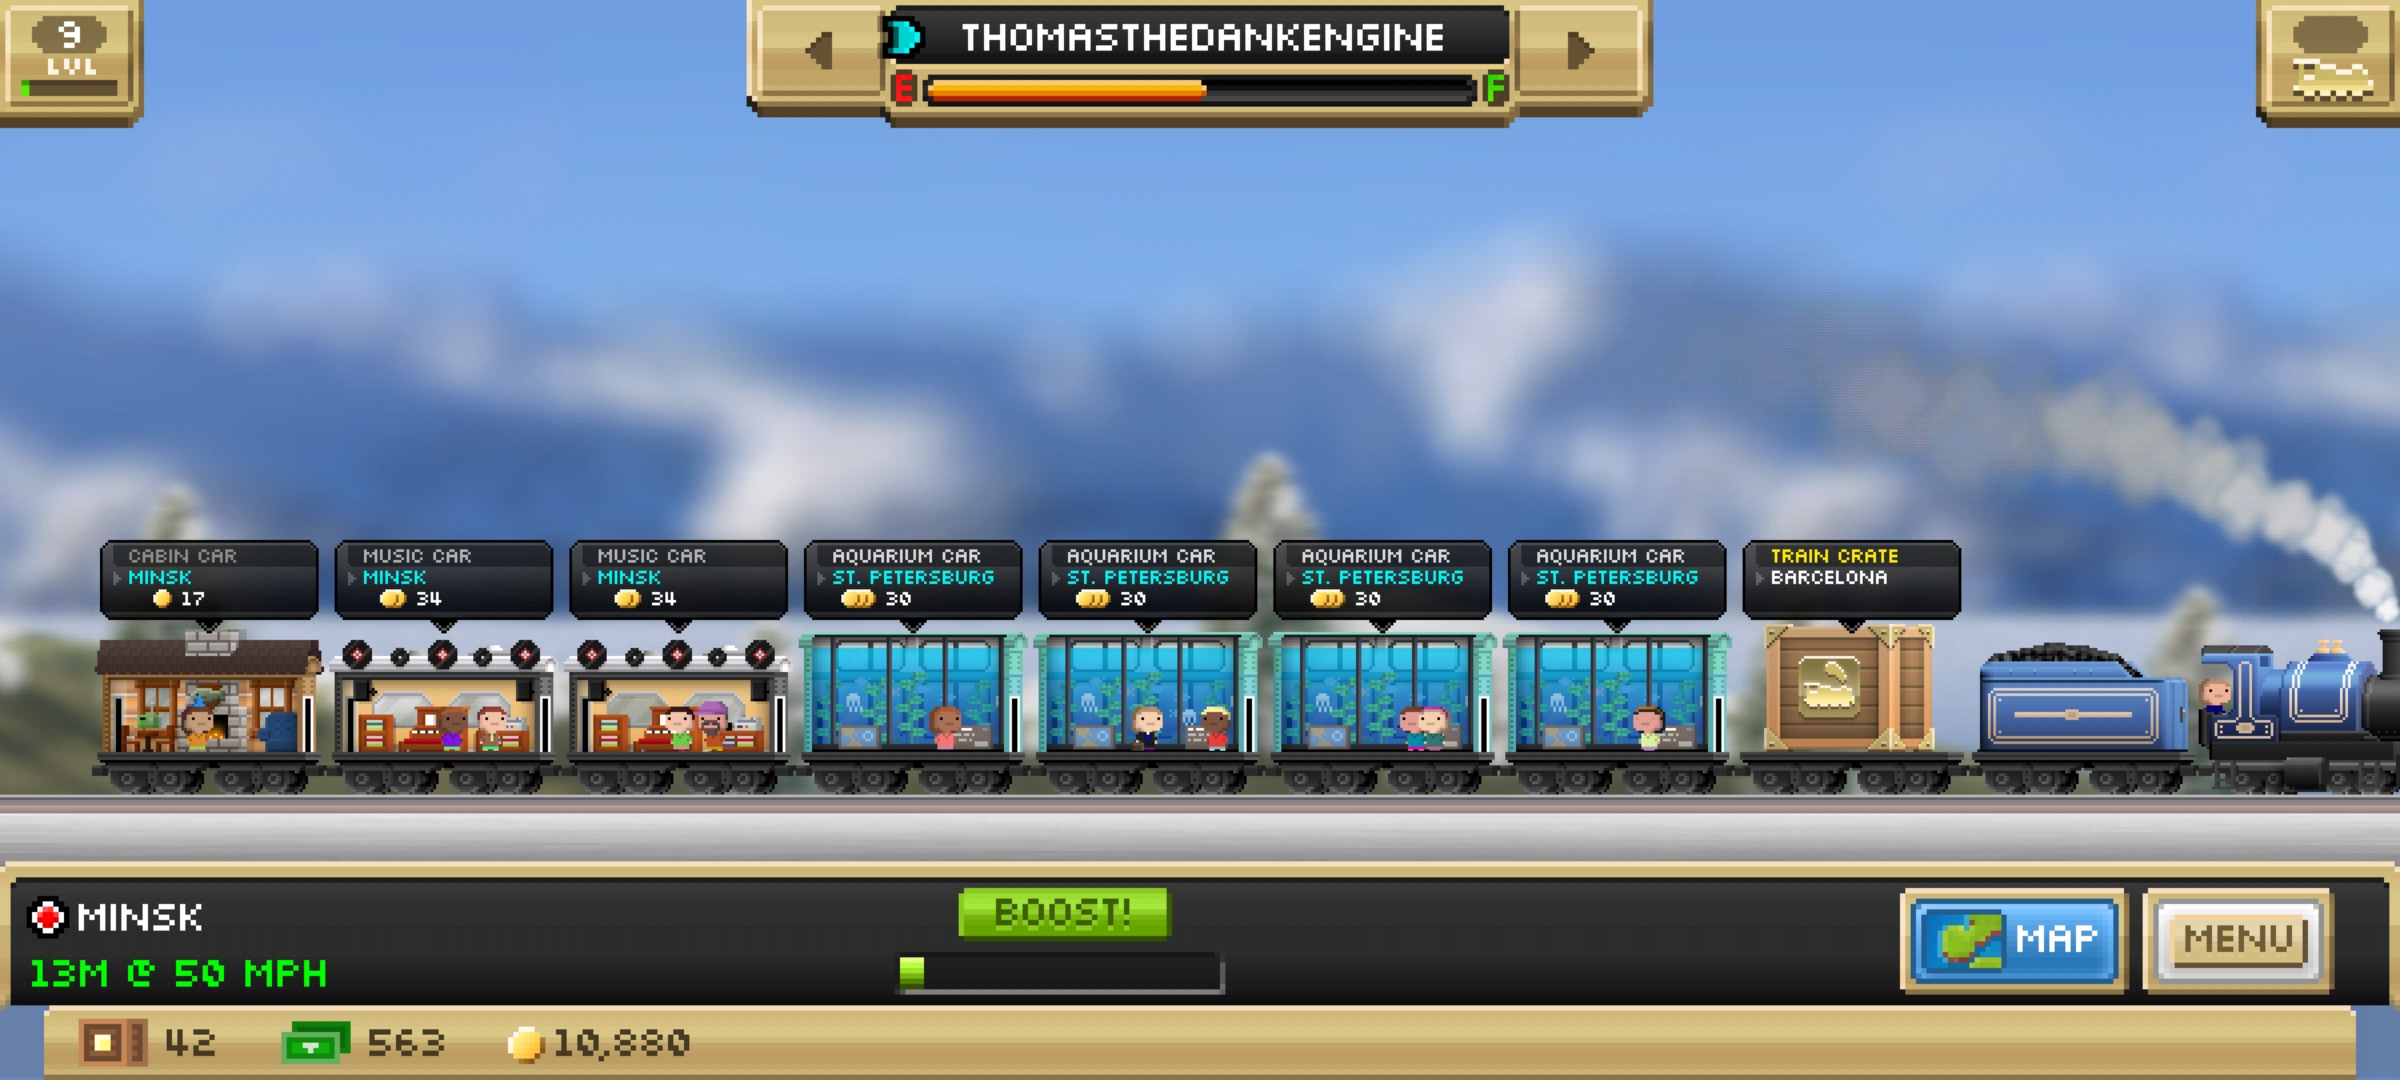 9
LVL
THOMASTHEDANKENGINE
E F
CABIN CAR
MINSK
17
MUSIC CAR
MINSK
34
MUSIC CAR
MINSK
34
AQUARIUM CAR
ST. PETERSBURG
30
AQUARIUM CAR
ST. PETERSBURG
30
AQUARIUM CAR
ST. PETERSBURG
30
AQUARIUM CAR
ST. PETERSBURG
30
TRAIN CRATE
BARCELONA
MINSK
13M @ 50 MPH
BOOST!
MAP
MENU
42
563
10,880